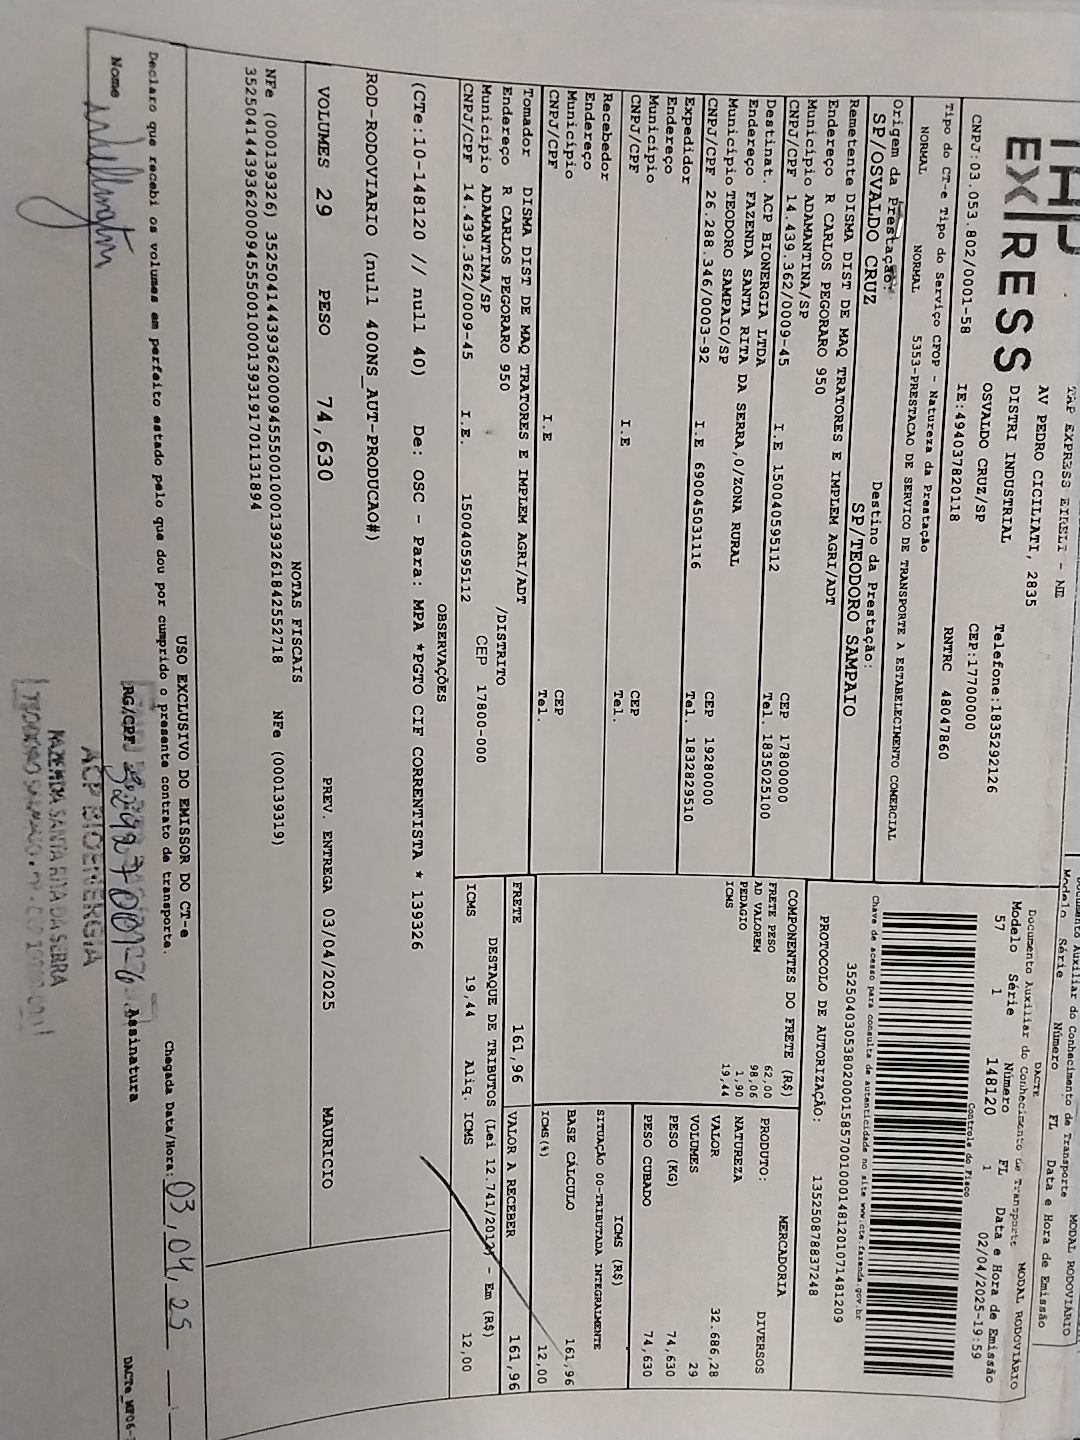 TAP EXPRESS EIRELI - ME
AV PEDRO CICILIATI, 2835
DISTRI INDUSTRIAL
OSVALDO CRUZ/SP
Telefone:1835292126
CEP:17700000
CNPJ:03.053.802/0001-58
IE:494037820118
RNTRC 48047860
EXPRESS
Modelo Série Número FL Data e Hora de Emissão
DACTE MODAL RODOVIÁRIO
Documento Auxiliar do Conhecimento de Transporte
Modelo Série Número FL Data e Hora de Emissão
57 1 148120 1 02/04/2025-19:59
Controle do Fisco
Chave de acesso para consulta de autenticidade no site www.cte.fazenda.gov.br
35250403053802000158570010001481201071481209
PROTOCOLO DE AUTORIZAÇÃO: 135250878837248
Tipo do CT-e Tipo do Serviço CFOP - Natureza da Prestação
NORMAL NORMAL 5353-PRESTACAO DE SERVICO DE TRANSPORTE A ESTABELECIMENTO COMERCIAL
Origem da Prestação: Destino da Prestação:
SP/OSVALDO CRUZ SP/TEODORO SAMPAIO
Remetente DISMA DIST DE MAQ TRATORES E IMPLEM AGRI/ADT
Endereço R CARLOS PEGORARO 950
Município ADAMANTINA/SP CEP 17800000
CNPJ/CPF 14.439.362/0009-45 I.E 150040595112 Tel. 1835025100
Destinat. ACP BIONERGIA LTDA
Endereço FAZENDA SANTA RITA DA SERRA,0/ZONA RURAL
Município TEODORO SAMPAIO/SP CEP 19280000
CNPJ/CPF 26.288.346/0003-92 I.E 690045031116 Tel. 1832829510
Expedidor
Endereço
Município CEP
CNPJ/CPF I.E Tel.
Recebedor
Endereço
Município CEP
CNPJ/CPF I.E Tel.
Tomador DISMA DIST DE MAQ TRATORES E IMPLEM AGRI/ADT
Endereço R CARLOS PEGORARO 950 /DISTRITO
Município ADAMANTINA/SP CEP 17800-000
CNPJ/CPF 14.439.362/0009-45 I.E. 150040595112
COMPONENTES DO FRETE (R$)
FRETE PESO 62,00
AD VALOREM 98,06
PEDAGIO 1,90
ICMS 19,44
PRODUTO: MERCADORIA DIVERSOS
NATUREZA
VALOR 32.686,28
VOLUMES 29
PESO (KG) 74,630
PESO CUBADO 74,630
ICMS (R$)
SITUAÇÃO 00-TRIBUTADA INTEGRALMENTE
BASE CÁLCULO 161,96
ICMS(%) 12,00
FRETE 161,96 VALOR A RECEBER 161,96
DESTAQUE DE TRIBUTOS (Lei 12.741/2012) - Em (R$)
ICMS 19,44 Aliq. ICMS 12,00
OBSERVAÇÕES
(CTe:10-148120 // null 40) De: OSC - Para: MPA *PGTO CIF CORRENTISTA * 139326
ROD-RODOVIARIO (null 400NS_AUT-PRODUCAO#)
VOLUMES 29 PESO 74,630 PREV. ENTREGA 03/04/2025 MAURICIO
NOTAS FISCAIS
NFe (000139326) 35250414439362000945550010001393261842552718 NFe (000139319)
35250414439362000945550010001393191701131894
USO EXCLUSIVO DO EMISSOR DO CT-e
Declaro que recebi os volumes em perfeito estado pelo que dou por cumprido o presente contrato de transporte. Chegada Data/Hora: 03,04,25
Nome Wellington RG/CPF Assinatura
ACP BIOENERGIA
FAZENDA SANTA RITA DA SERRA